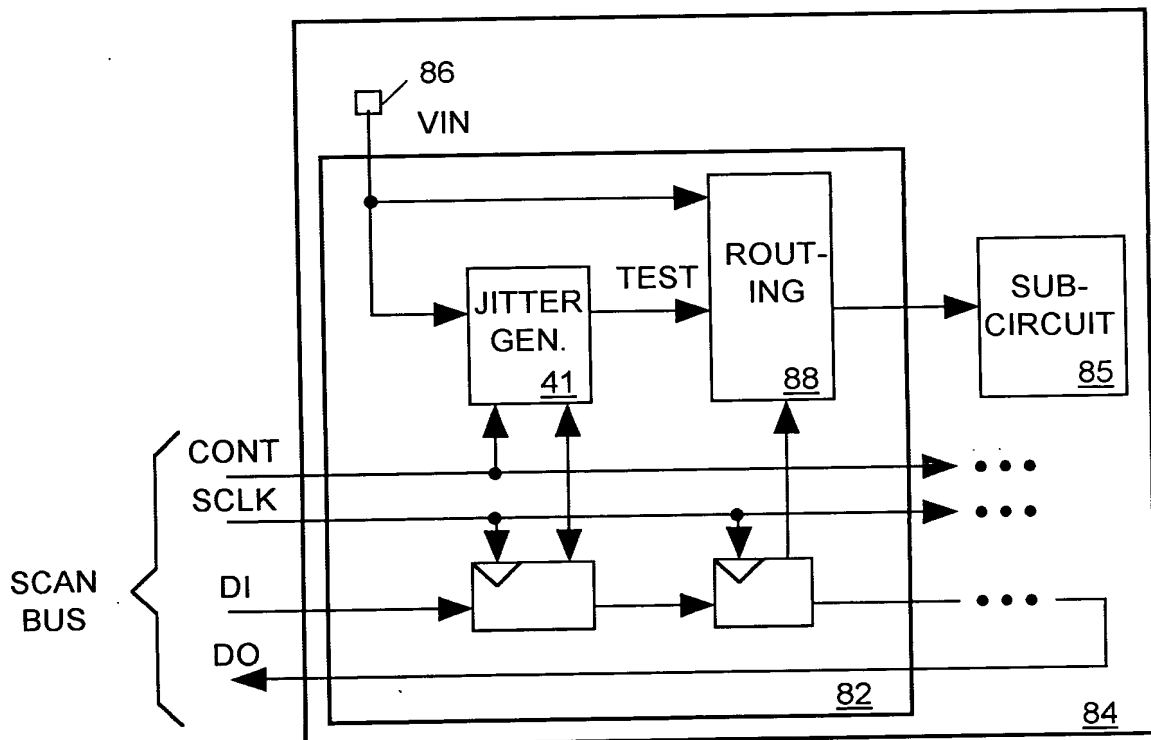 86
VIN
ROUT-
ING
88
TEST
JITTER
GEN.
41
SUB-
CIRCUIT
85
CONT
SCLK
SCAN
BUS
DI
DO
82
84